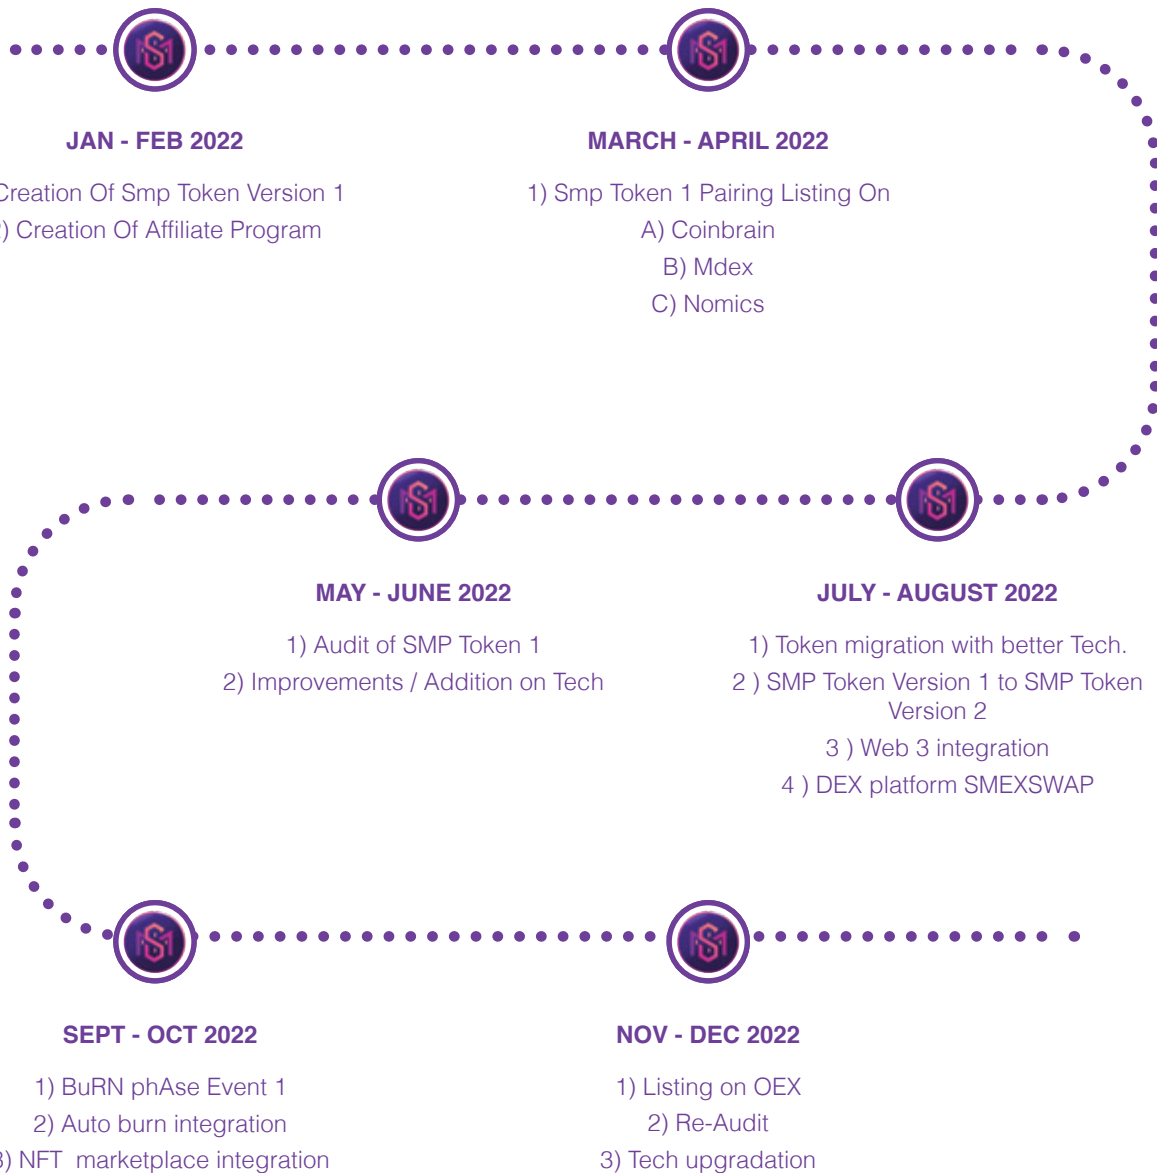 JAN - FEB 2022
Creation Of Smp Token Version 1
) Creation Of Affiliate Program
MARCH - APRIL 2022
1) Smp Token 1 Pairing Listing On
A) Coinbrain
B) Mdex
C) Nomics
MAY - JUNE 2022
1) Audit of SMP Token 1
2) Improvements / Addition on Tech
JULY - AUGUST 2022
1) Token migration with better Tech.
2 ) SMP Token Version 1 to SMP Token
Version 2
3 ) Web 3 integration
4 ) DEX platform SMEXSWAP
SEPT - OCT 2022
1) BuRN phAse Event 1
2) Auto burn integration
3) NFT marketplace integration
NOV - DEC 2022
1) Listing on OEX
2) Re-Audit
3) Tech upgradation